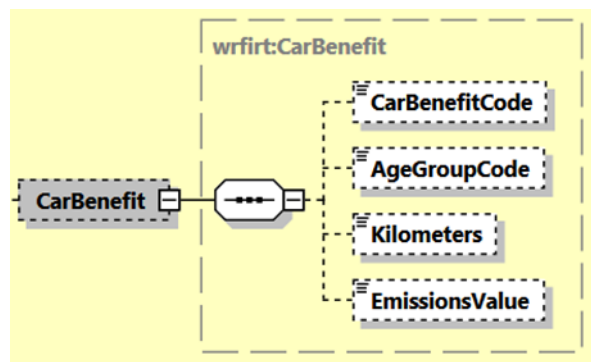 wrfirt:CarBenefit
CarBenefitCode
AgeGroupCode
CarBenefit
Kilometers
EmissionsValue